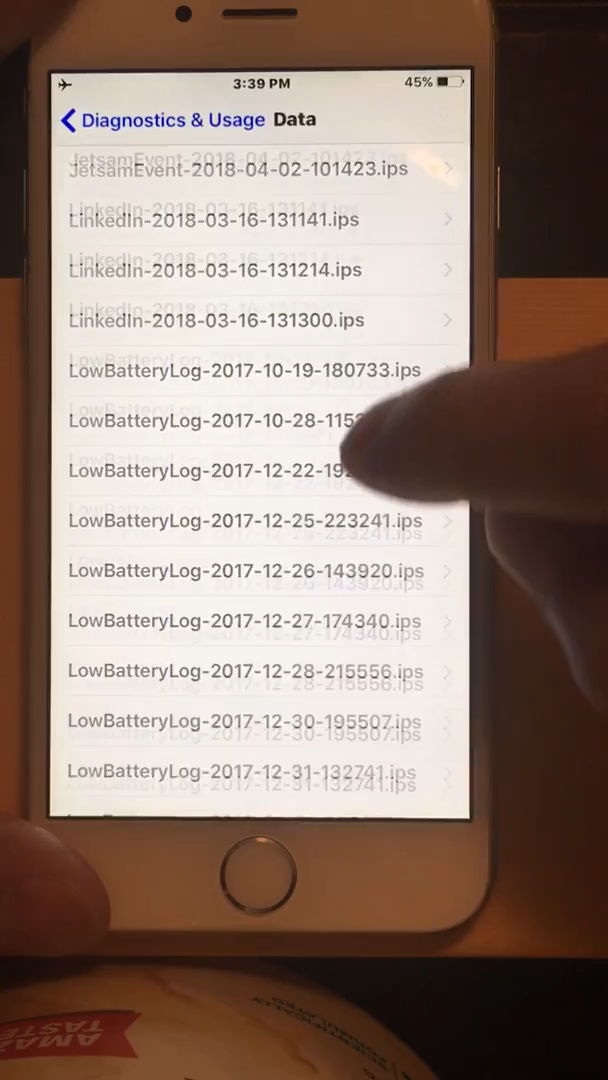 3:39 PM
45%
Diagnostics & Usage Data
JetsamEvent-2018-04-02-101423.ips
LinkedIn-2018-03-16-131141.ips
LinkedIn-2018-03-16-131214.ips
LinkedIn-2018-03-16-131300.ips
LowBatteryLog-2017-10-19-180733.ips
LowBatteryLog-2017-10-28-115
LowBatteryLog-2017-12-22-19
LowBatteryLog-2017-12-25-223241.ips
LowBatteryLog-2017-12-26-143920.ips
LowBatteryLog-2017-12-27-174340.ips
LowBatteryLog-2017-12-28-215556.ips
LowBatteryLog-2017-12-30-195507.ips
LowBatteryLog-2017-12-31-132741.ips
SCIENTIFICALLY
FORMULATED
TASTE